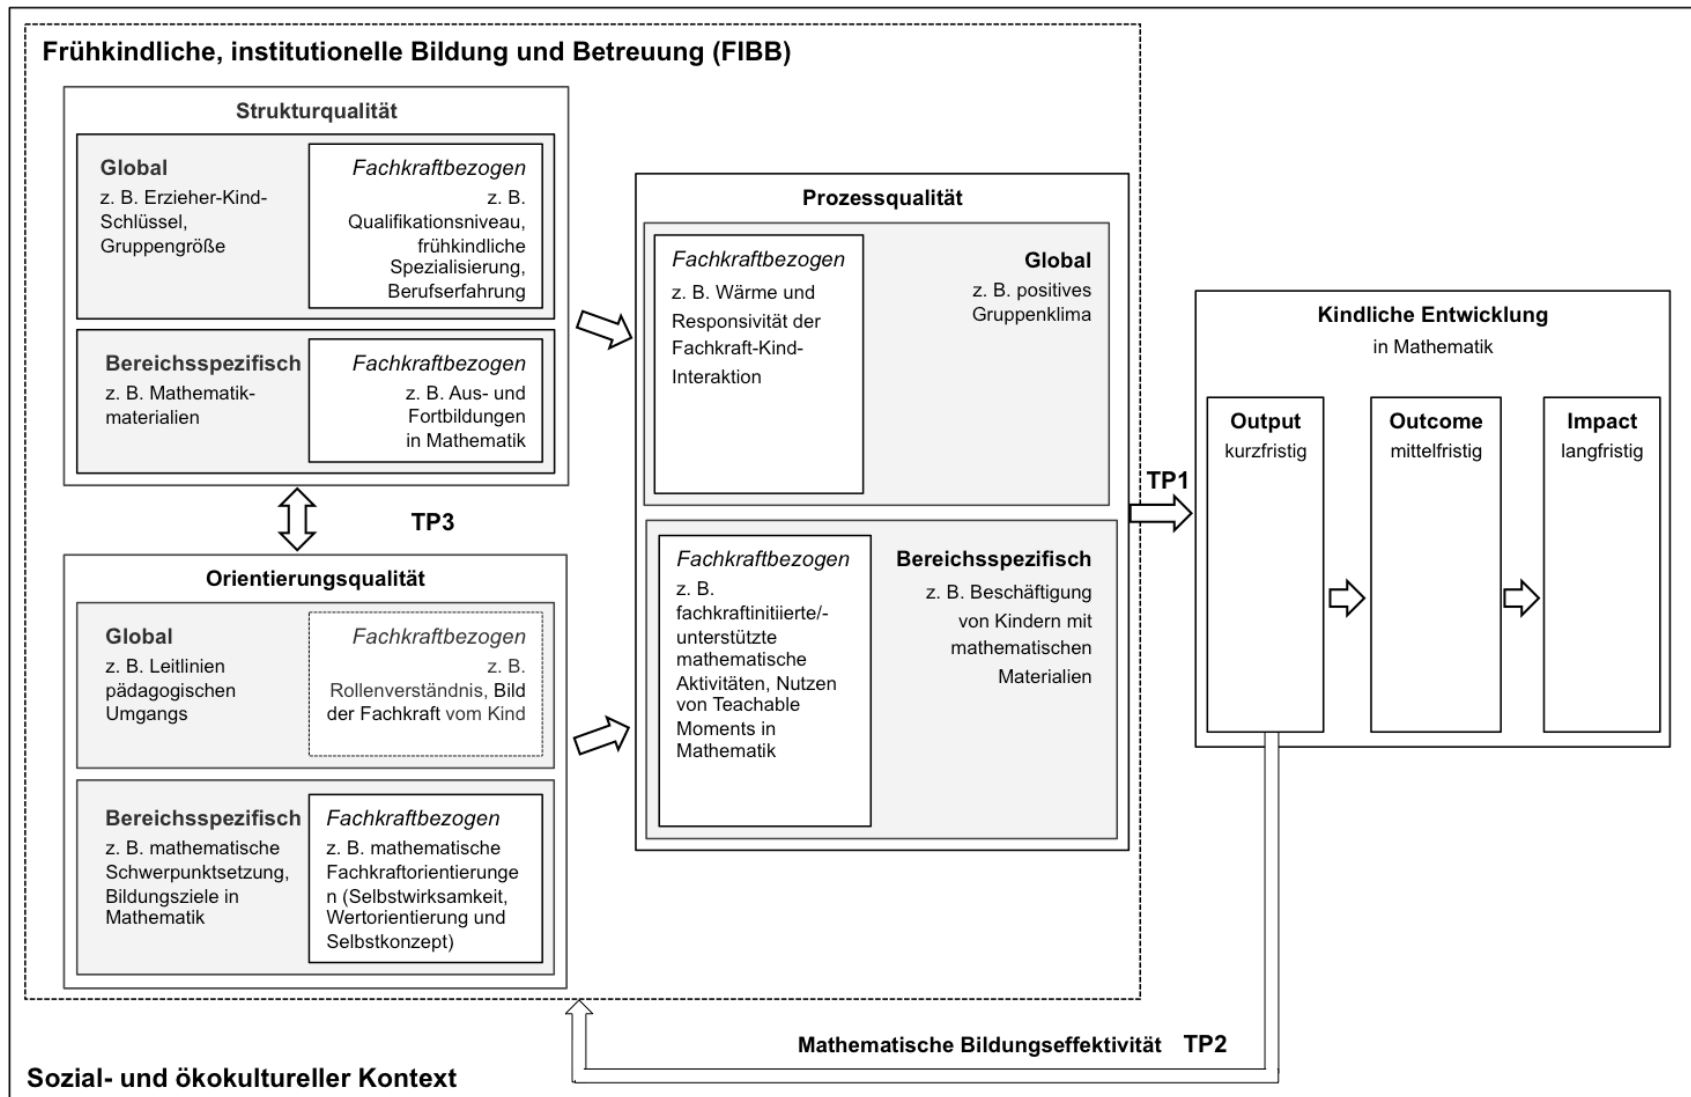 Frühkindliche, institutionelle Bildung und Betreuung (FIBB)
Strukturqualität
Global
z. B. Erzieher-Kind-
Schlüssel,
Gruppengröße
Fachkraftbezogen
z. B.
Qualifikationsniveau,
frühkindliche
Spezialisierung,
Berufserfahrung
Bereichsspezifisch
z. B. Mathematik-
materialien
Fachkraftbezogen
z. B. Aus- und
Fortbildungen
in Mathematik
TP3
Orientierungsqualität
Global
z. B. Leitlinien
pädagogischen
Umgangs
Fachkraftbezogen
z. B.
Rollenverständnis, Bild
der Fachkraft vom Kind
Bereichsspezifisch
z. B. mathematische
Schwerpunktsetzung,
Bildungsziele in
Mathematik
Fachkraftbezogen
z. B. mathematische
Fachkraftorientierunge
n (Selbstwirksamkeit,
Wertorientierung und
Selbstkonzept)
Prozessqualität
Fachkraftbezogen
z. B. Wärme und
Responsivität der
Fachkraft-Kind-
Interaktion
Global
z. B. positives
Gruppenklima
Fachkraftbezogen
z. B.
fachkraftinitiierte/-
unterstützte
mathematische
Aktivitäten, Nutzen
von Teachable
Moments in
Mathematik
Bereichsspezifisch
z. B. Beschäftigung
von Kindern mit
mathematischen
Materialien
TP1
Kindliche Entwicklung
in Mathematik
Output
kurzfristig
Outcome
mittelfristig
Impact
langfristig
Mathematische Bildungseffektivität TP2
Sozial- und ökokultureller Kontext